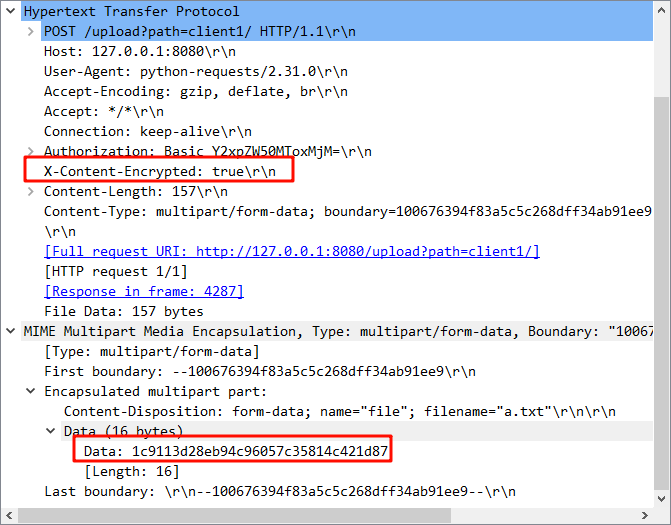 Hypertext Transfer Protocol
POST /upload?path=client1/ HTTP/1.1\r\n
Host: 127.0.0.1:8080\r\n
User-Agent: python-requests/2.31.0\r\n
Accept-Encoding: gzip, deflate, br\r\n
Accept: */*\r\n
Connection: keep-alive\r\n
Authorization: Basic Y2xpZW50MToxMjM=\r\n
X-Content-Encrypted: true\r\n
Content-Length: 157\r\n
Content-Type: multipart/form-data; boundary=100676394f83a5c5c268dff34ab91ee9
\r\n
[Full request URI: http://127.0.0.1:8080/upload?path=client1/]
[HTTP request 1/1]
[Response in frame: 4287]
File Data: 157 bytes
MIME Multipart Media Encapsulation, Type: multipart/form-data, Boundary: "10067
[Type: multipart/form-data]
First boundary: --100676394f83a5c5c268dff34ab91ee9\r\n
Encapsulated multipart part:
Content-Disposition: form-data; name="file"; filename="a.txt"\r\n\r\n
Data (16 bytes)
Data: 1c9113d28eb94c96057c35814c421d87
[Length: 16]
Last boundary: \r\n--100676394f83a5c5c268dff34ab91ee9--\r\n